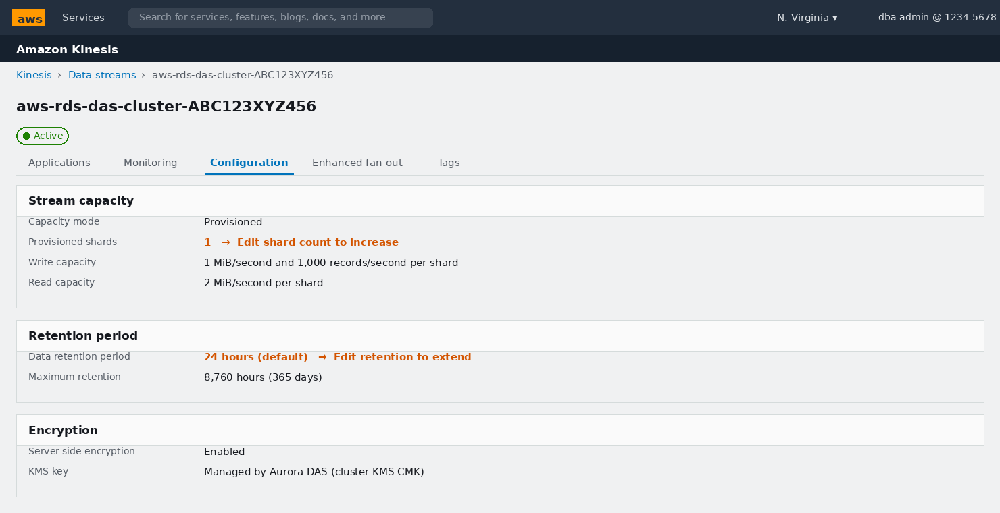 aws Services Search for services, features, blogs, docs, and more N. Virginia ▾ dba-admin @ 1234-5678-
Amazon Kinesis
Kinesis › Data streams › aws-rds-das-cluster-ABC123XYZ456
aws-rds-das-cluster-ABC123XYZ456
Active
Applications Monitoring Configuration Enhanced fan-out Tags
Stream capacity
Capacity mode Provisioned
Provisioned shards 1 → Edit shard count to increase
Write capacity 1 MiB/second and 1,000 records/second per shard
Read capacity 2 MiB/second per shard
Retention period
Data retention period 24 hours (default) → Edit retention to extend
Maximum retention 8,760 hours (365 days)
Encryption
Server-side encryption Enabled
KMS key Managed by Aurora DAS (cluster KMS CMK)